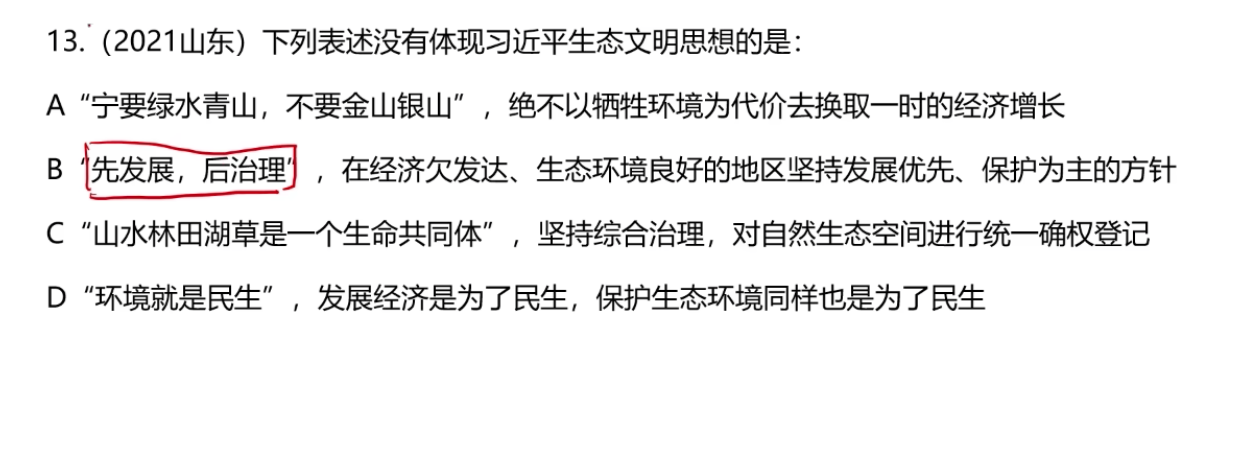 13.（2021山东）下列表述没有体现习近平生态文明思想的是：
A“宁要绿水青山，不要金山银山”，绝不以牺牲环境为代价去换取一时的经济增长
B“先发展，后治理”，在经济欠发达、生态环境良好的地区坚持发展优先、保护为主的方针
C“山水林田湖草是一个生命共同体”，坚持综合治理，对自然生态空间进行统一确权登记
D“环境就是民生”，发展经济是为了民生，保护生态环境同样也是为了民生